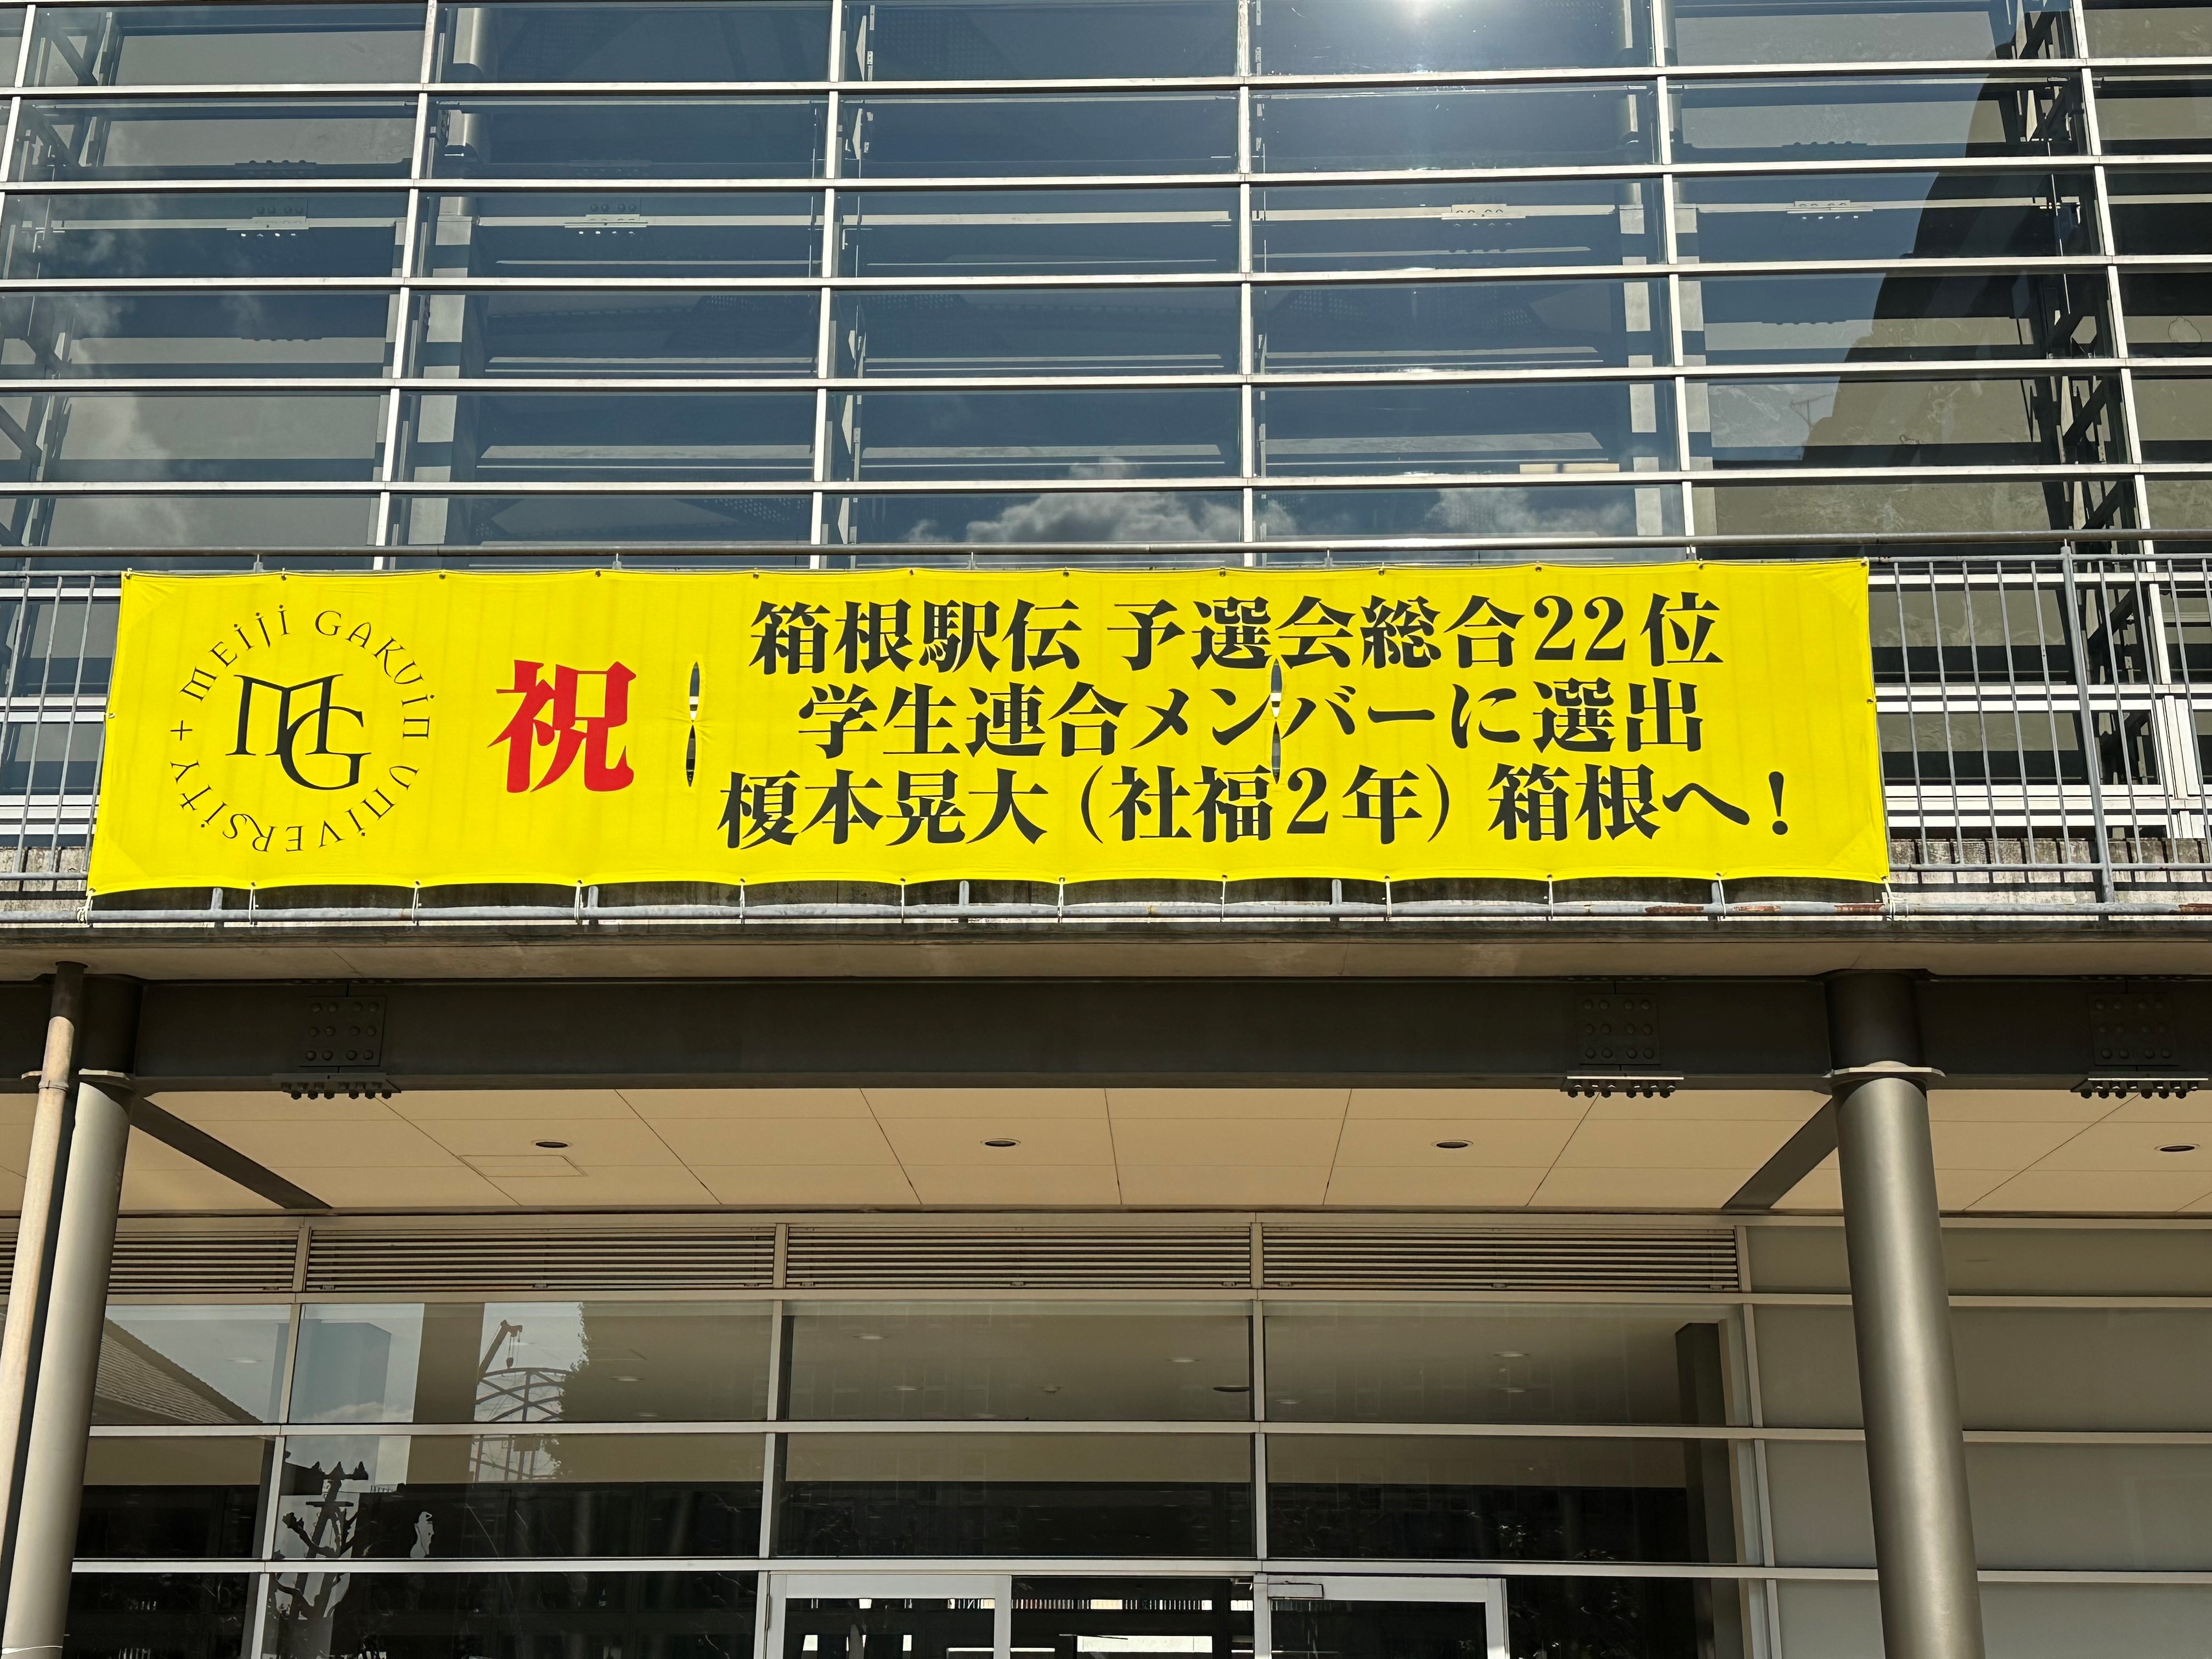 MEIJI GAKUIN UNIVERSITY +
MG
祝
箱根駅伝 予選会総合22位
学生連合メンバーに選出
榎本晃大（社福2年）箱根へ！